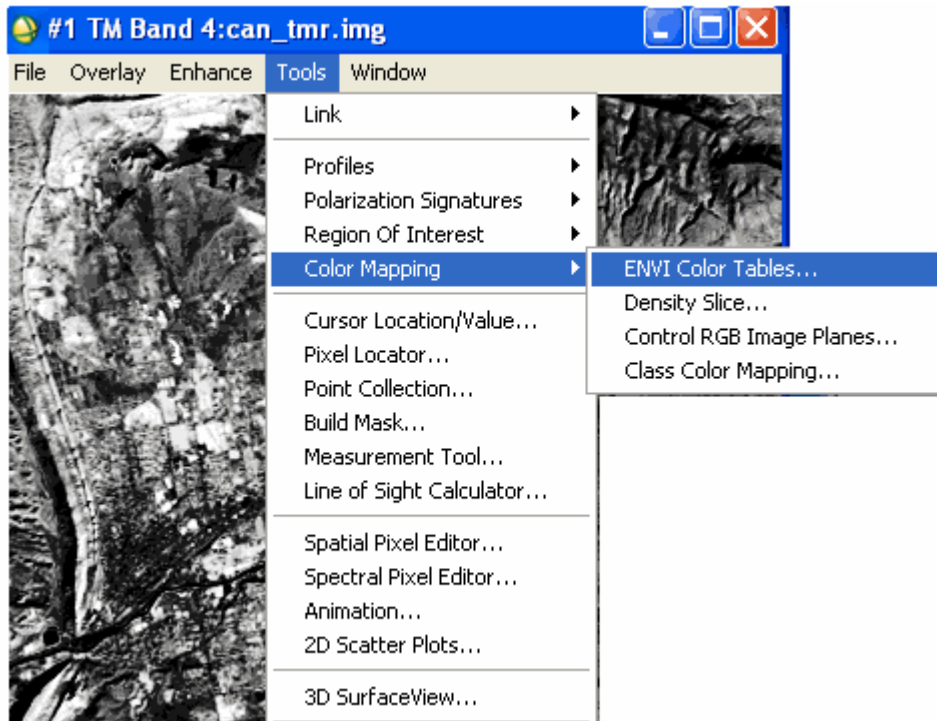 #1 TM Band 4:can_tmr.img
File Overlay Enhance Tools Window
Link
Profiles
Polarization Signatures
Region Of Interest
Color Mapping
ENVI Color Tables...
Density Slice...
Control RGB Image Planes...
Class Color Mapping...
Cursor Location/Value...
Pixel Locator...
Point Collection...
Build Mask...
Measurement Tool...
Line of Sight Calculator...
Spatial Pixel Editor...
Spectral Pixel Editor...
Animation...
2D Scatter Plots...
3D SurfaceView...